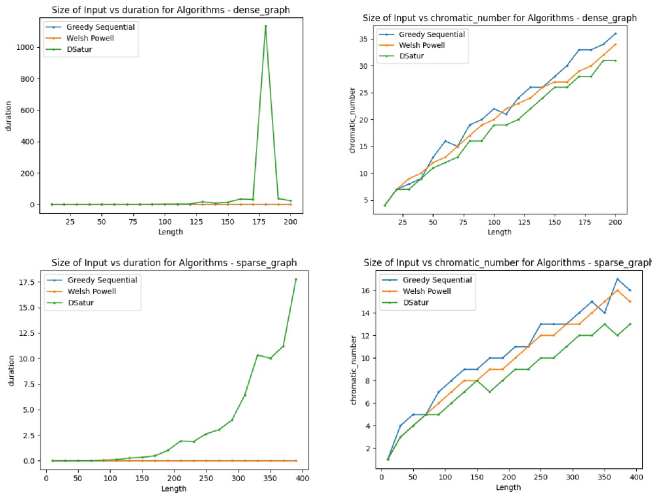 Size of Input vs duration for Algorithms - dense_graph
Greedy Sequential
Welsh Powell
DSatur
duration
1000
800
600
400
200
0
25 50 75 100 125 150 175 200
Length
Size of Input vs chromatic_number for Algorithms - dense_graph
Greedy Sequential
Welsh Powell
DSatur
chromatic_number
35
30
25
20
15
10
5
25 50 75 100 125 150 175 200
Length
Size of Input vs duration for Algorithms - sparse_graph
Greedy Sequential
Welsh Powell
DSatur
duration
17.5
15.0
12.5
10.0
7.5
5.0
2.5
0.0
0 50 100 150 200 250 300 350 400
Length
Size of Input vs chromatic_number for Algorithms - sparse_graph
Greedy Sequential
Welsh Powell
DSatur
chromatic_number
16
14
12
10
8
6
4
2
0 50 100 150 200 250 300 350 400
Length